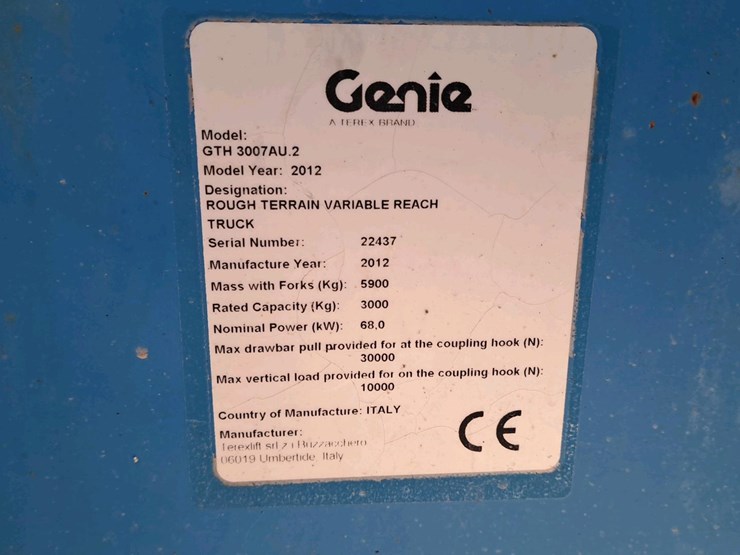 Genie
A TEREX BRAND
Model:
GTH 3007AU.2
Model Year: 2012
Designation:
ROUGH TERRAIN VARIABLE REACH
TRUCK
Serial Number: 22437
Manufacture Year: 2012
Mass with Forks (Kg): 5900
Rated Capacity (Kg): 3000
Nominal Power (kW): 68,0
Max drawbar pull provided for at the coupling hook (N):
30000
Max vertical load provided for on the coupling hook (N):
10000
Country of Manufacture: ITALY
Manufacturer:
Terexlift srl z i Buzzacchero
06019 Umbertide, Italy
CE